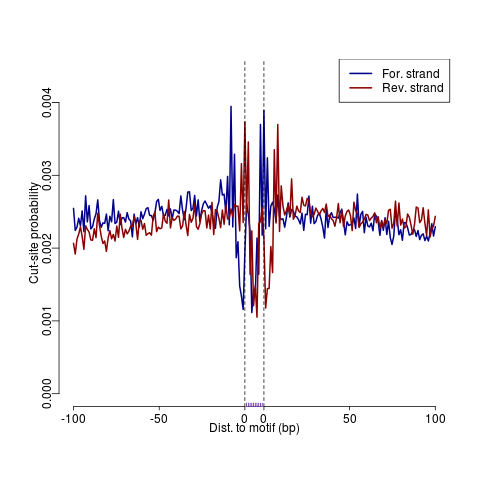 For. strand
Rev. strand
Cut-site probability
0.004
0.003
0.002
0.001
0.000
-100 -50 0 0 50 100
Dist. to motif (bp)